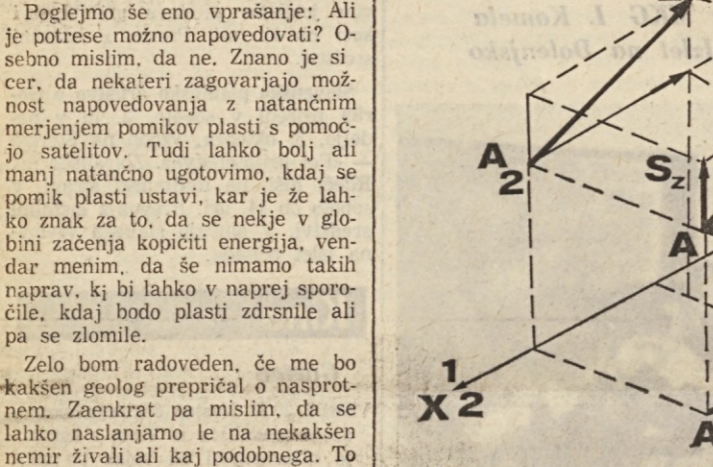 Poglejmo še eno vprašanje: Ali
je potrese možno napovedovati? O-
sebno mislim, da ne. Znano je si
cer, da nekateri zagovarjajo mož-
nost napovedovanja z natančnim
merjenjem pomikov plasti s pomoč-
jo satelitov. Tudi lahko bolj ali
manj natančno ugotovimo, kdaj se
pomik plasti ustavi, kar je že lah-
ko znak za to, da se nekje v glo-
bini začenja kopičiti energija, ven-
dar menim, da še nimamo takih
naprav, ki bi lahko v naprej sporo-
čile, kdaj bodo plasti zdrsnile ali
pa se zlomile.
Zelo bom radoveden, če me bo
kakšen geolog prepričal o nasprot-
nem. Zaenkrat pa mislim, da se
lahko naslanjamo le na nekakšen
nemir živali ali kaj podobnega. To
A2
Sz
A
1
X 2
A